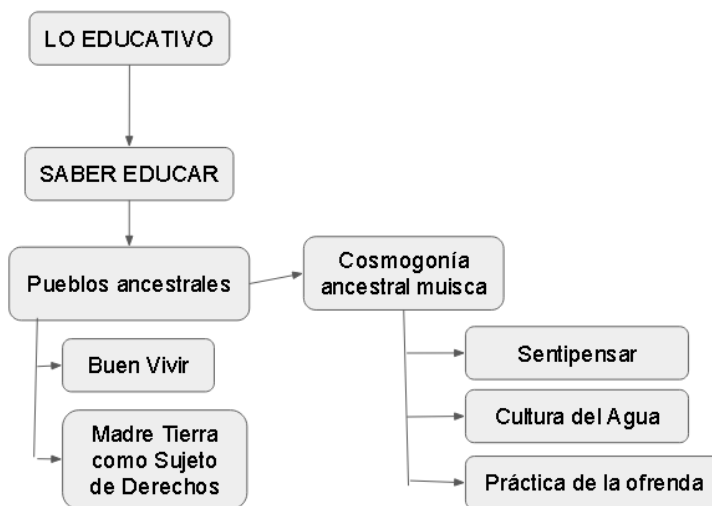 LO EDUCATIVO
SABER EDUCAR
Pueblos ancestrales
Cosmogonía
ancestral muisca
Buen Vivir
Madre Tierra
como Sujeto
de Derechos
Sentipensar
Cultura del Agua
Práctica de la ofrenda